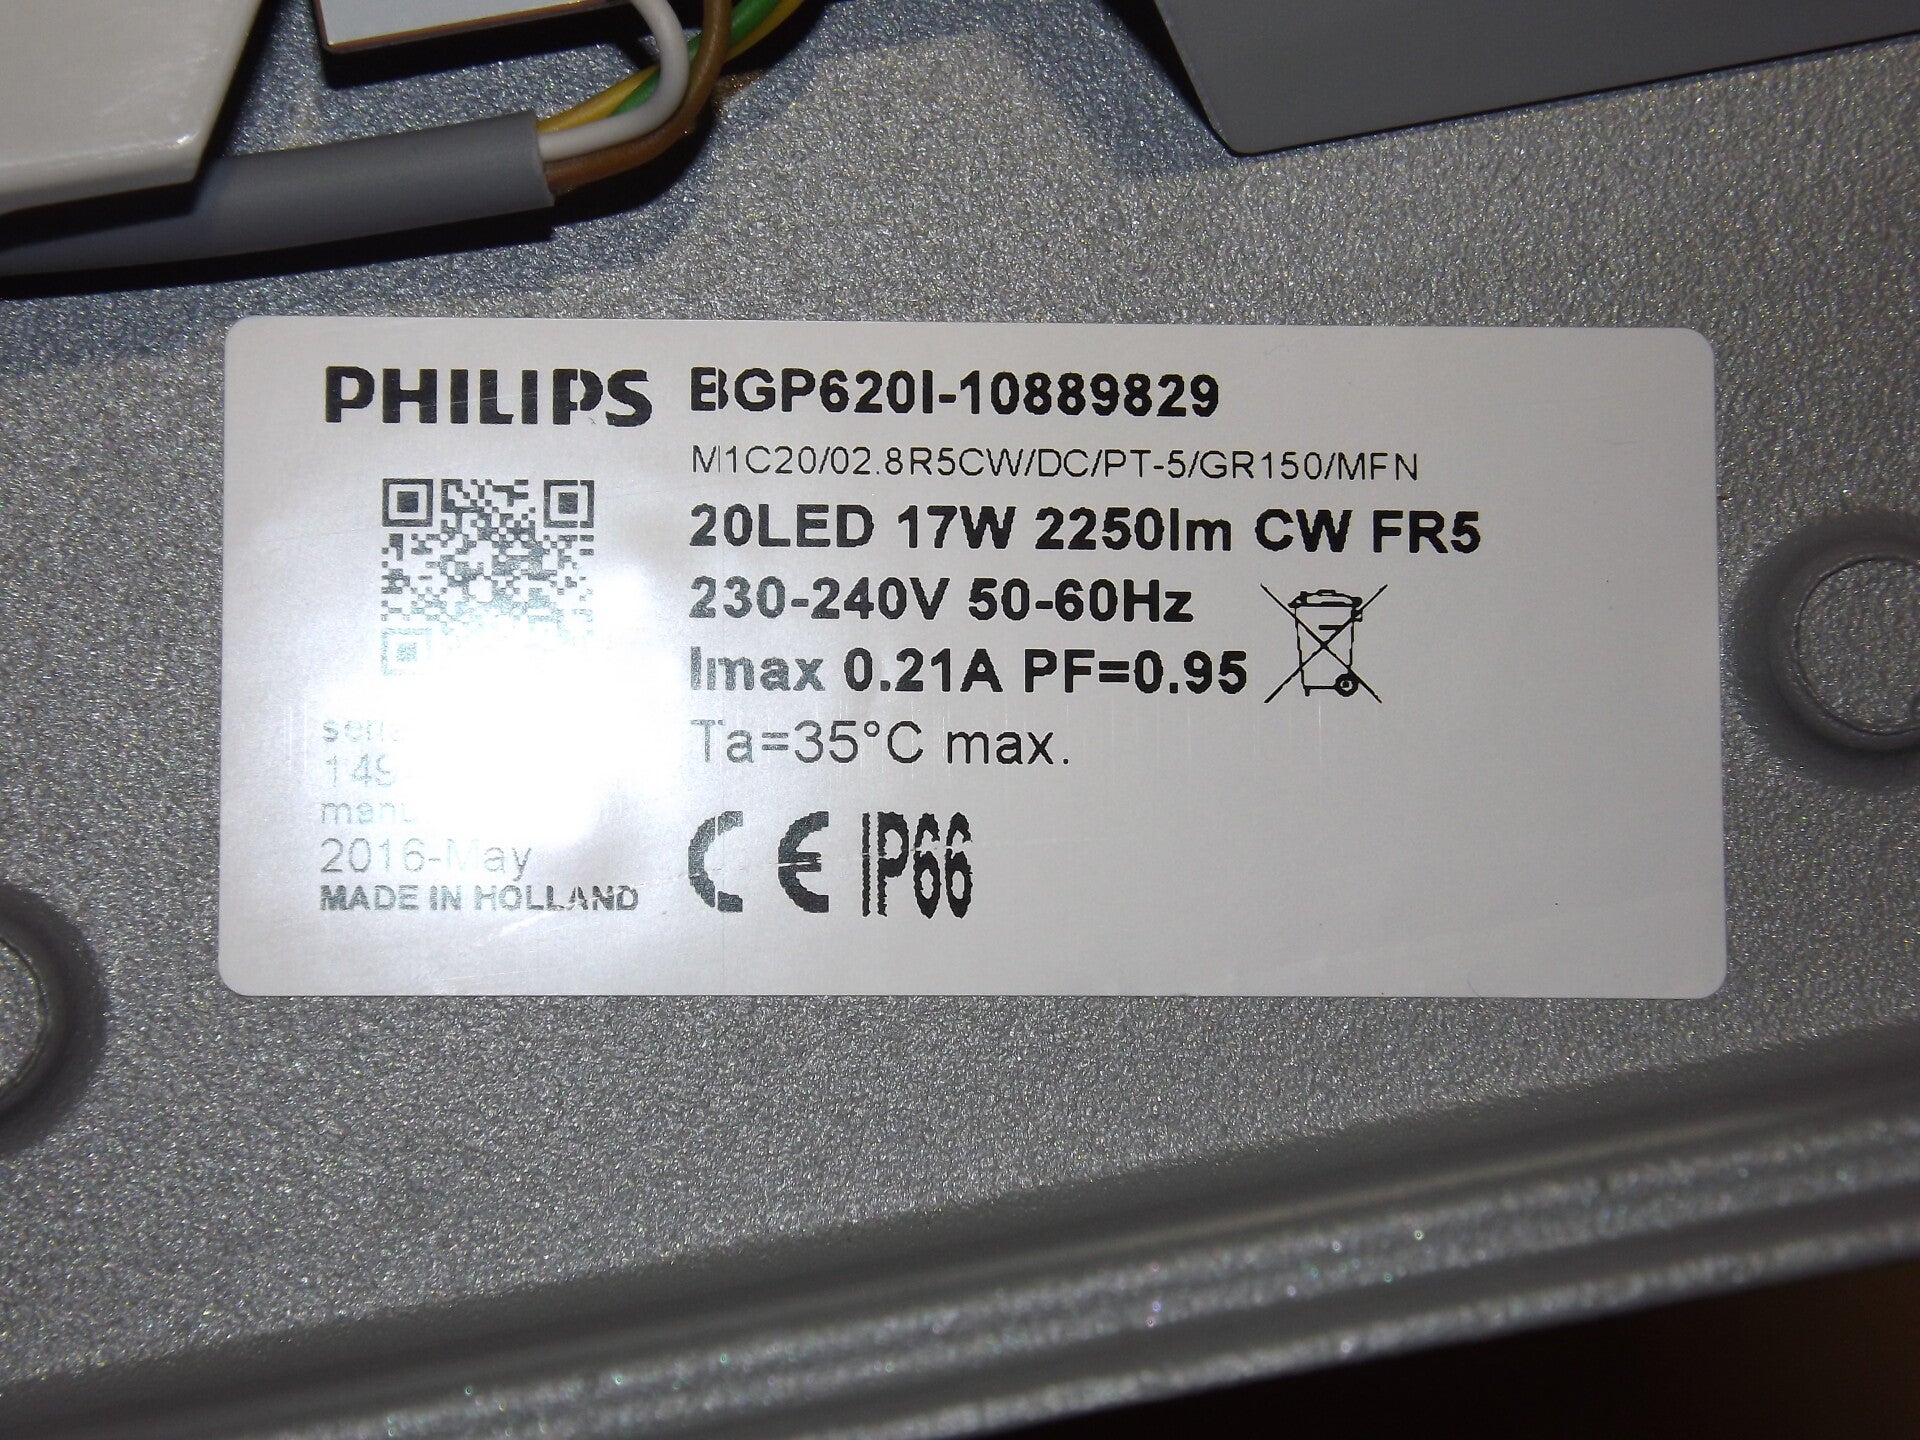 PHILIPS
BGP620I-10889829
M1C20/02.8R5CW/DC/PT-5/GR150/MFN
20LED 17W 2250lm CW FR5
230-240V 50-60Hz
Imax 0.21A PF=0.95
Ta=35°C max.
2016-May
MADE IN HOLLAND
CE IP66